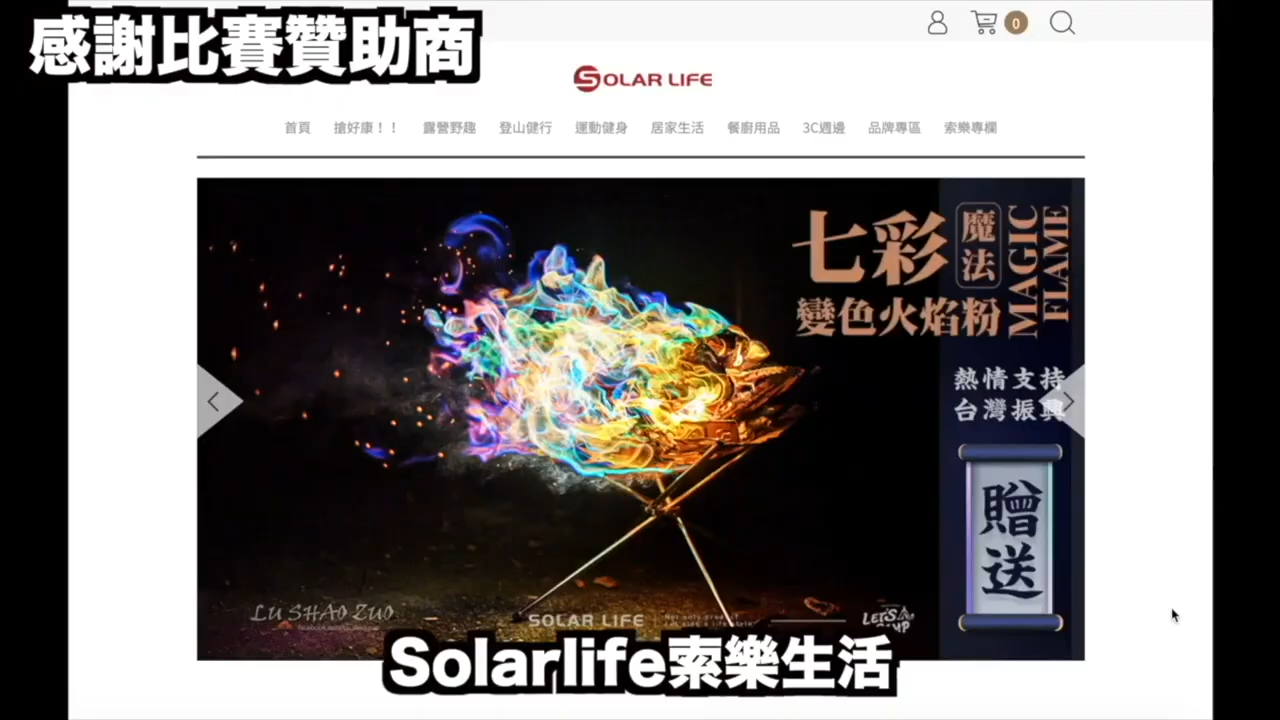 感謝比賽贊助商
0
SOLAR LIFE
首頁 搶好康！！ 露營野趣 登山健行 運動健身 居家生活 餐廚用品 3C週邊 品牌專區 索樂專欄
七彩
魔法
MAGIC
FLAME
變色火焰粉
熱情支持
台灣振興
贈送
LU SHAO ZUO
SOLAR LIFE
LET'S CAMP
Solarlife索樂生活